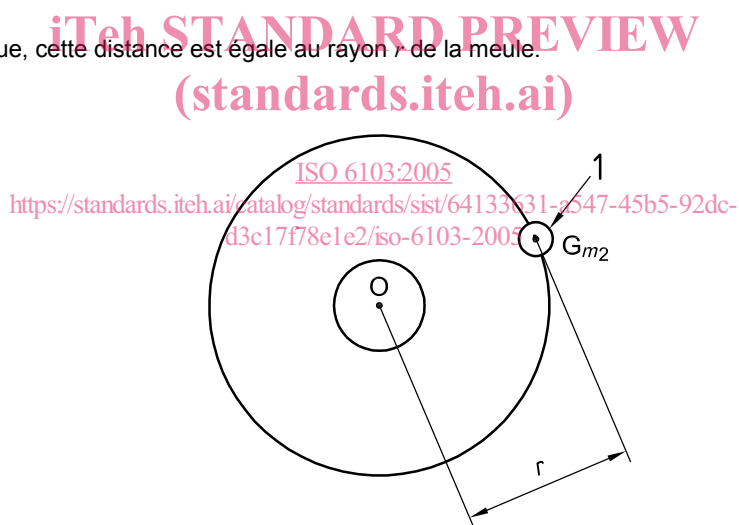 iTeh STANDARD PREVIEW
ue, cette distance est égale au rayon r de la meule.
(standards.iteh.ai)
ISO 6103:2005
1
https://standards.iteh.ai/catalog/standards/sist/64133631-a547-45b5-92dc-
d3c17f78e1e2/iso-6103-2005
Gm2
O
r